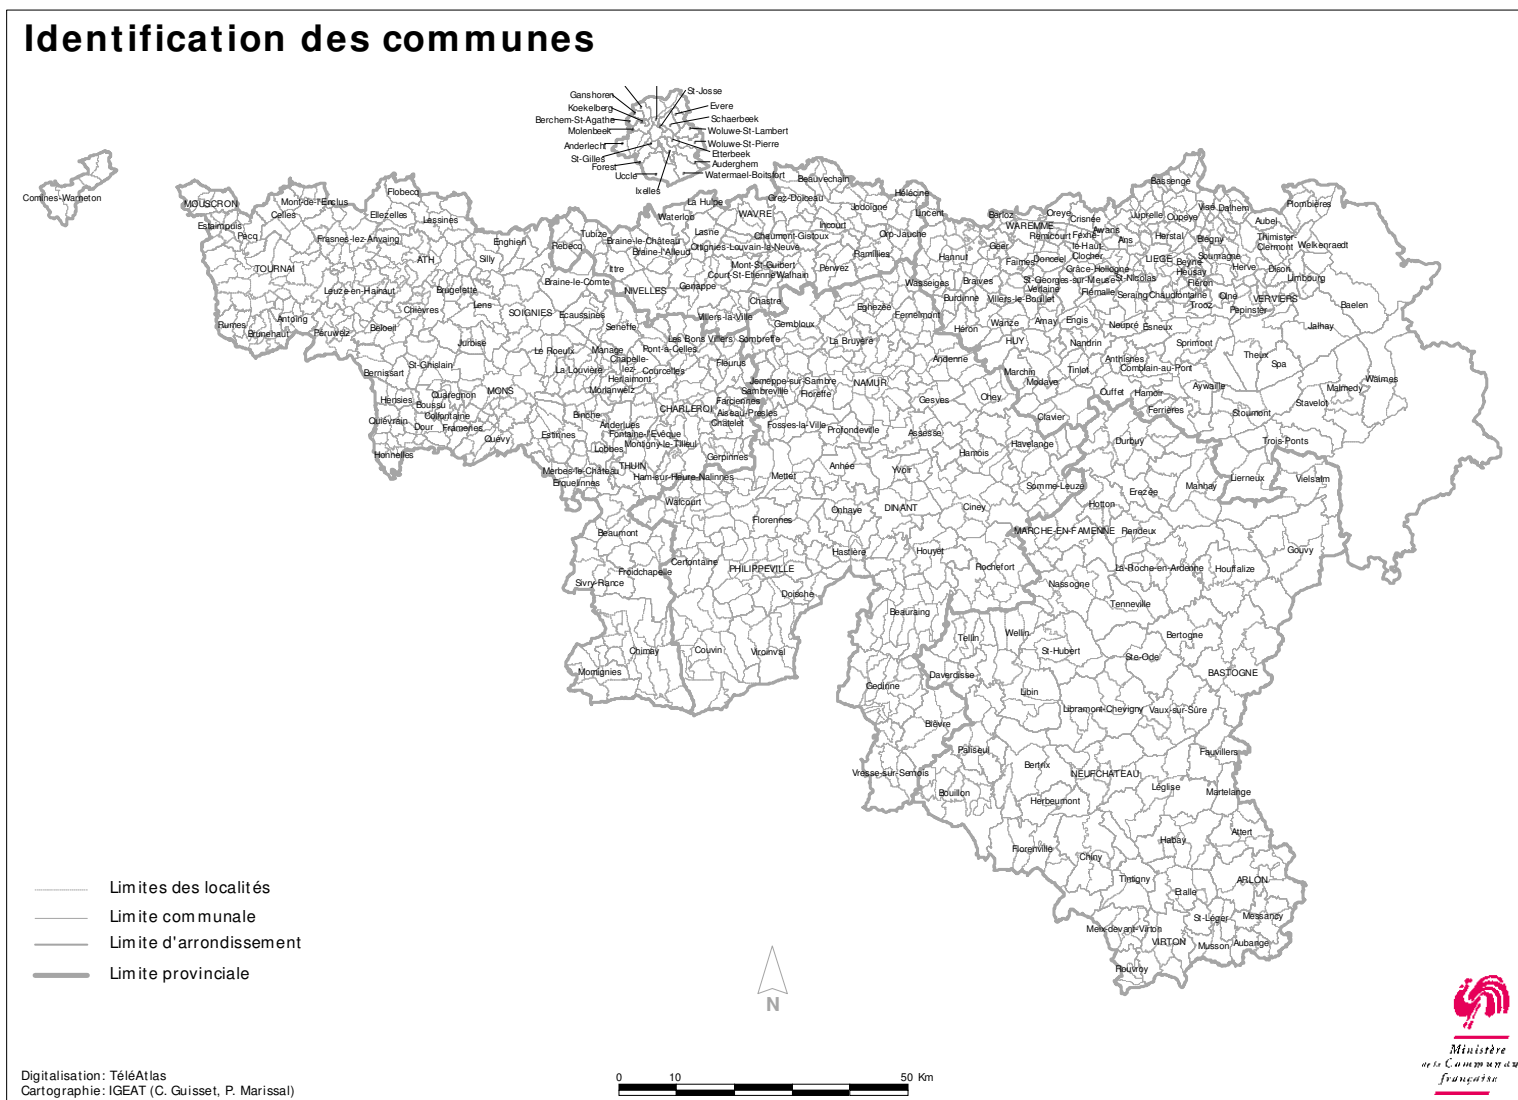 Identification des communes
Ganshoren
Koekelberg
Berchem-St-Agathe
Molenbeek
Anderlech
St-Gilles
Forest
Uccle
Ixelles
St-Josse
Evere
Schaerbeek
Woluwe-St-Lambert
Woluwe-St-Pierre
Etterbeek
Auderghem
Watermael-Boitsfort
Comines-Warneton
MOUSCRON
Estaimpuis
Pecq
Celles
Mont-de-l'Enclus
Flobecq
Ellezelles
Lessines
Frasnes-lez-Anvaing
TOURNAI
ATH
Enghien
Silly
Leuze-en-Hainaut
Brugelette
Chièvres
Lens
Antoing
Rumes
Brunehaut
Péruwelz
Beloeil
Jurbise
SOIGNIES
Braine-le-Comte
Ecaussines
St-Ghislain
Bernissart
MONS
Quaregnon
Hensies
Boussu
Colfontaine
Quiévrain
Dour
Frameries
Quévy
Honnelles
Le Roeulx
La Louvière
Seneffe
Manage
Chapelle-
lez-
Herlaimont
Morlanwelz
Binche
Estinnes
Anderlues
Lobbes
Fontaine-l'Evêque
Montigny-le-Tilleul
THUIN
Merbes-le-Château
Erquelinnes
Ham-sur-Heure-Nalinnes
Les Bons Villers
Pont-à-Celles
Courcelles
Fleurus
CHARLEROI
Farciennes
Aiseau-Presles
Châtelet
Gerpinnes
Beaumont
Froidchapelle
Sivry-Rance
Chimay
Momignies
Rebecq
Tubize
Braine-le-Château
Braine-l'Alleud
Ittre
NIVELLES
Waterloo
La Hulpe
Lasne
WAVRE
Grez-Doiceau
Beauvechain
Jodoigne
Hélécine
Lincent
Incourt
Orp-Jauche
Chaumont-Gistoux
Ottignies-Louvain-la-Neuve
Mont-St-Guibert
Court-St-Etienne
Walhain
Perwez
Ramillies
Genappe
Chastre
Villers-la-Ville
Gembloux
Sombreffe
Eghezée
Fernelmont
La Bruyère
Jemeppe-sur-Sambre
Sambreville
Floreffe
NAMUR
Andenne
Gesves
Ohey
Fosses-la-Ville
Profondeville
Assesse
Mettet
Anhée
Yvoir
Hamois
Havelange
Somme-Leuze
Walcourt
Florennes
Onhaye
DINANT
Ciney
Hastière
Houyet
Rochefort
Cerfontaine
PHILIPPEVILLE
Doische
Couvin
Viroinval
Beauraing
Gedinne
Bièvre
Vresse-sur-Semois
Hannut
Wasseiges
Berloz
WAREMME
Oreye
Remicourt
Crisnée
Fexhe-
le-Haut-
Clocher
Awans
Geer
Faimes
Donceel
Grâce-Hollogne
St-Georges-sur-Meuse
Verlaine
Villers-le-Bouillet
Braives
Burdinne
Héron
Wanze
Amay
Engis
HUY
Nandrin
Marchin
Modave
Tinlot
Clavier
Ouffet
Anthisnes
Comblain-au-Pont
Hamoir
Ferrières
Bassenge
Juprelle
Oupeye
Visé
Dalhem
Ans
Herstal
LIEGE
Blégny
Beyne
Heusay
Soumagne
Fléron
St-Nicolas
Flémalle
Seraing
Chaudfontaine
Trooz
Neupré
Esneux
Sprimont
Aywaille
Plombières
Aubel
Thimister-
Clermont
Welkenraedt
Herve
Dison
Limbourg
Olne
VERVIERS
Pepinster
Baelen
Jalhay
Theux
Spa
Malmedy
Waimes
Stavelot
Stoumont
Trois-Ponts
Lierneux
Durbuy
Vielsalm
Manhay
Erezée
Hotton
MARCHE-EN-FAMENNE
Rendeux
Gouvy
La-Roche-en-Ardenne
Houffalize
Nassogne
Tenneville
Bertogne
Tellin
Wellin
St-Hubert
Ste-Ode
BASTOGNE
Daverdisse
Libin
Libramont-Chevigny
Vaux-sur-Sûre
Paliseul
Bertrix
Fauvillers
NEUFCHATEAU
Bouillon
Herbeumont
Léglise
Martelange
Attert
Habay
Florenville
Chiny
Tintigny
Etalle
ARLON
St-Léger
Messancy
Meix-devant-Virton
VIRTON
Musson
Aubange
Rouvroy
Limites des localités
Limite communale
Limite d'arrondissement
Limite provinciale
N
Digitalisation: TéléAtlas
Cartographie: IGEAT (C. Guisset, P. Marissal)
0 10 50 Km
Ministère
française